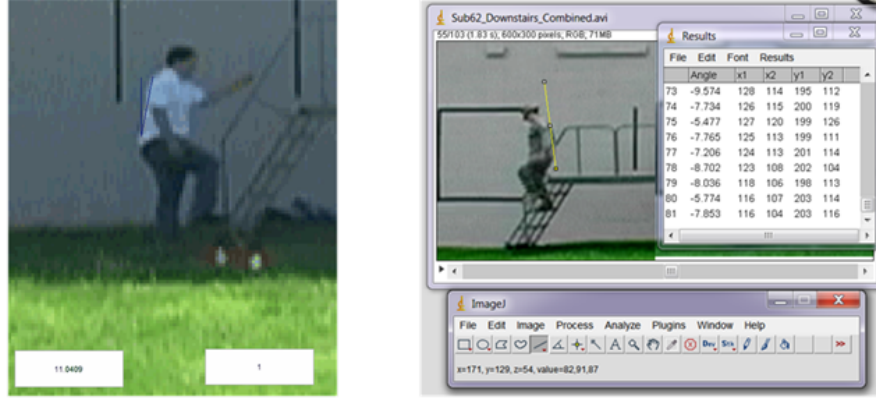 11.0409
1
Sub62_Downstairs_Combined.avi
55/103 (1.83 s); 600x300 pixels; RGB; 71MB
Results
File Edit Font Results
Angle x1 x2 y1 y2
73 -9.574 128 114 195 112
74 -7.734 126 115 200 119
75 -5.477 127 120 199 126
76 -7.765 125 113 199 111
77 -7.206 124 113 201 114
78 -8.702 123 108 202 104
79 -8.036 118 106 198 113
80 -5.774 116 107 203 114
81 -7.853 116 104 203 116
ImageJ
File Edit Image Process Analyze Plugins Window Help
A Dev Stk >>
x=171, y=129, z=54, value=82,91,87